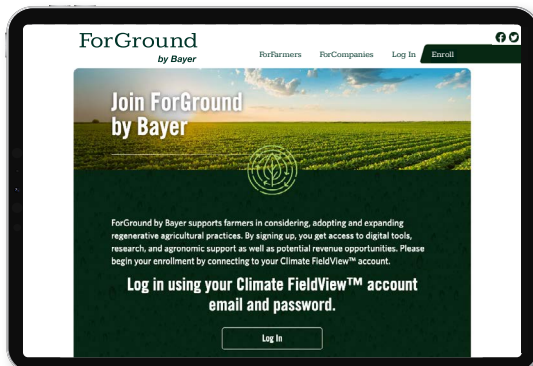 ForGround
by Bayer
ForFarmers ForCompanies Log In Enroll
Join ForGround
by Bayer
ForGround by Bayer supports farmers in considering, adopting and expanding
regenerative agricultural practices. By signing up, you get access to digital tools,
research, and agronomic support as well as potential revenue opportunities. Please
begin your enrollment by connecting to your Climate FieldView™ account.
Log in using your Climate FieldView™ account
email and password.
Log In